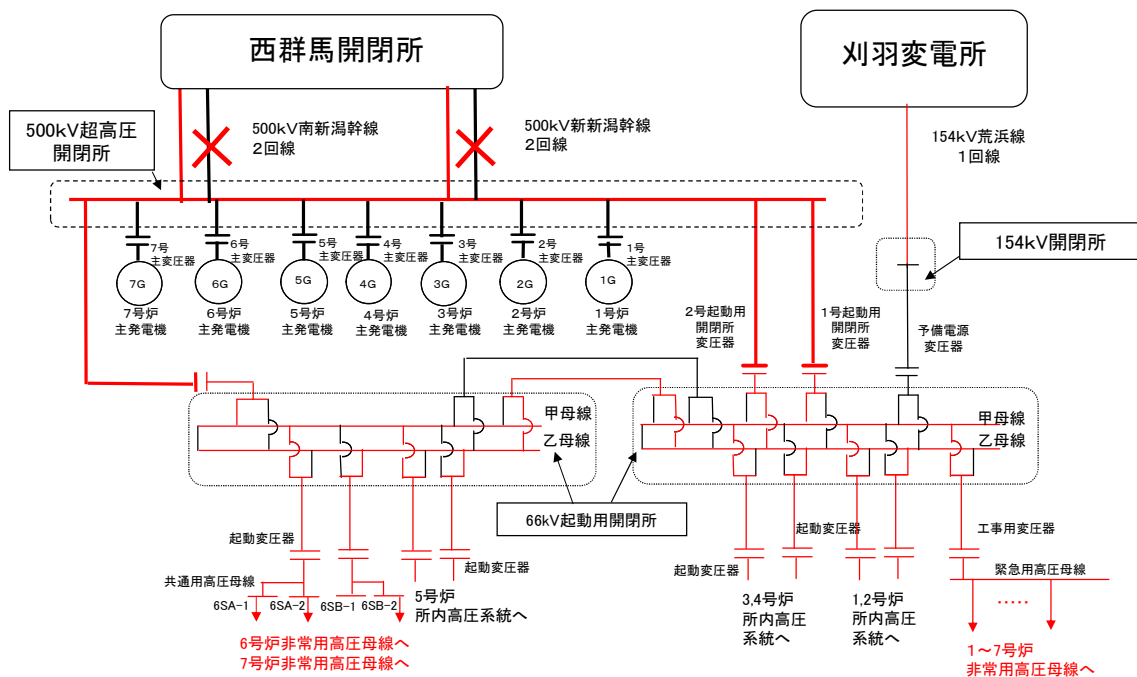 西群馬開閉所
刈羽変電所
500kV超高圧
開閉所
500kV南新潟幹線
2回線
500kV新新潟幹線
2回線
154kV荒浜線
1回線
154kV開閉所
7号
主変圧器
6号
主変圧器
5号
主変圧器
4号
主変圧器
3号
主変圧器
2号
主変圧器
1号
主変圧器
7G
6G
5G
4G
3G
2G
1G
7号炉
主発電機
6号炉
主発電機
5号炉
主発電機
4号炉
主発電機
3号炉
主発電機
2号炉
主発電機
1号炉
主発電機
2号起動用
開閉所
変圧器
1号起動用
開閉所
変圧器
予備電源
変圧器
甲母線
乙母線
甲母線
乙母線
66kV起動用開閉所
起動変圧器
共通用高圧母線
6SA-1
6SA-2
6SB-1
6SB-2
6号炉非常用高圧母線へ
7号炉非常用高圧母線へ
起動変圧器
5号炉
所内高圧系統へ
起動変圧器
3,4号炉
所内高圧
系統へ
起動変圧器
1,2号炉
所内高圧
系統へ
工事用変圧器
緊急用高圧母線
.....
1~7号炉
非常用高圧母線へ